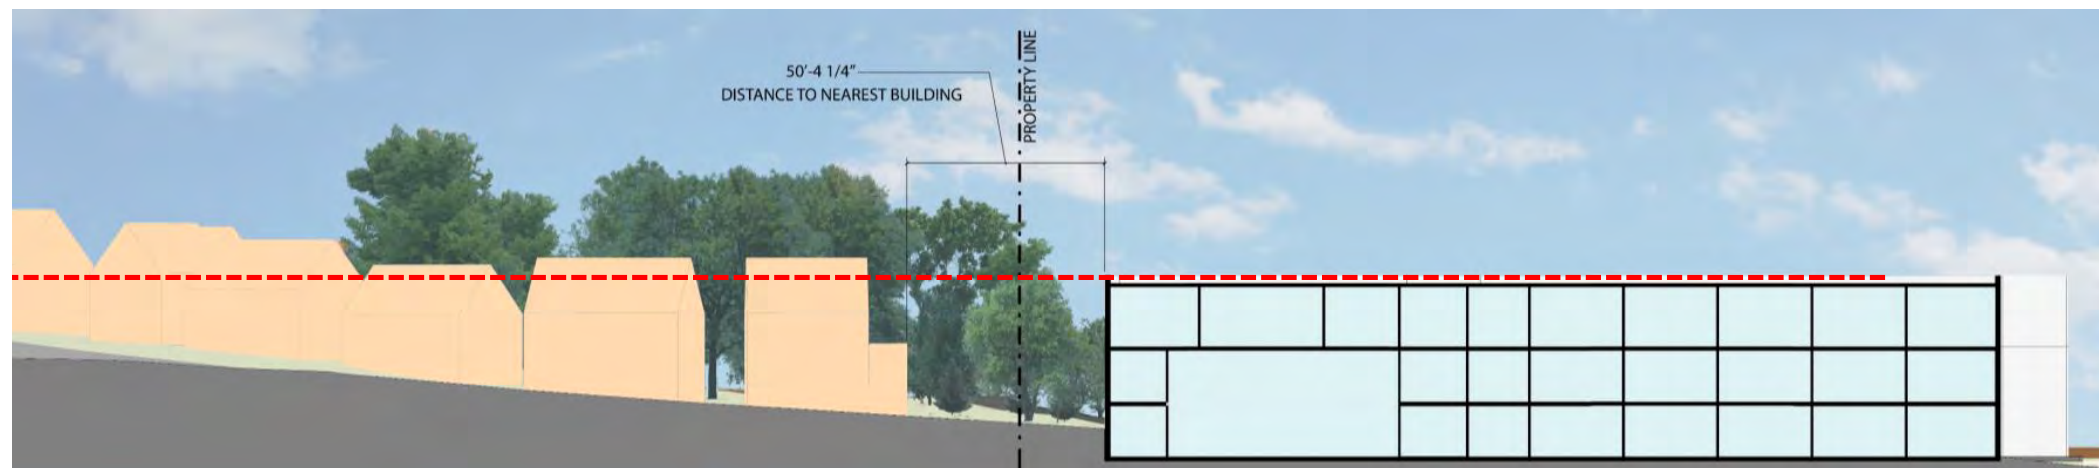 50'-4 1/4"
DISTANCE TO NEAREST BUILDING
PROPERTY LINE